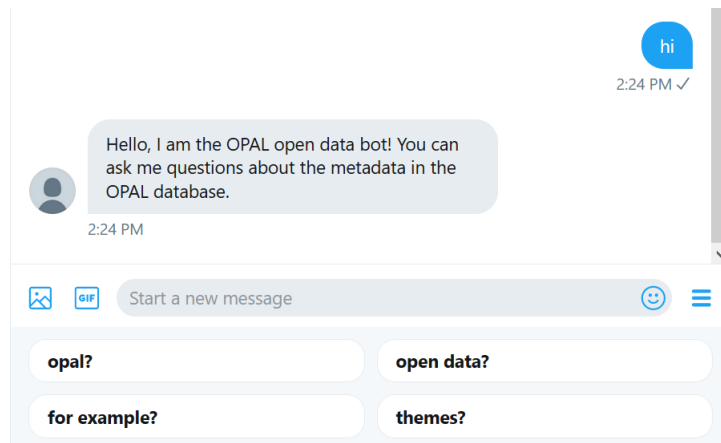 hi
2:24 PM ✓
Hello, I am the OPAL open data bot! You can
ask me questions about the metadata in the
OPAL database.
2:24 PM
GIF
Start a new message
opal?
open data?
for example?
themes?